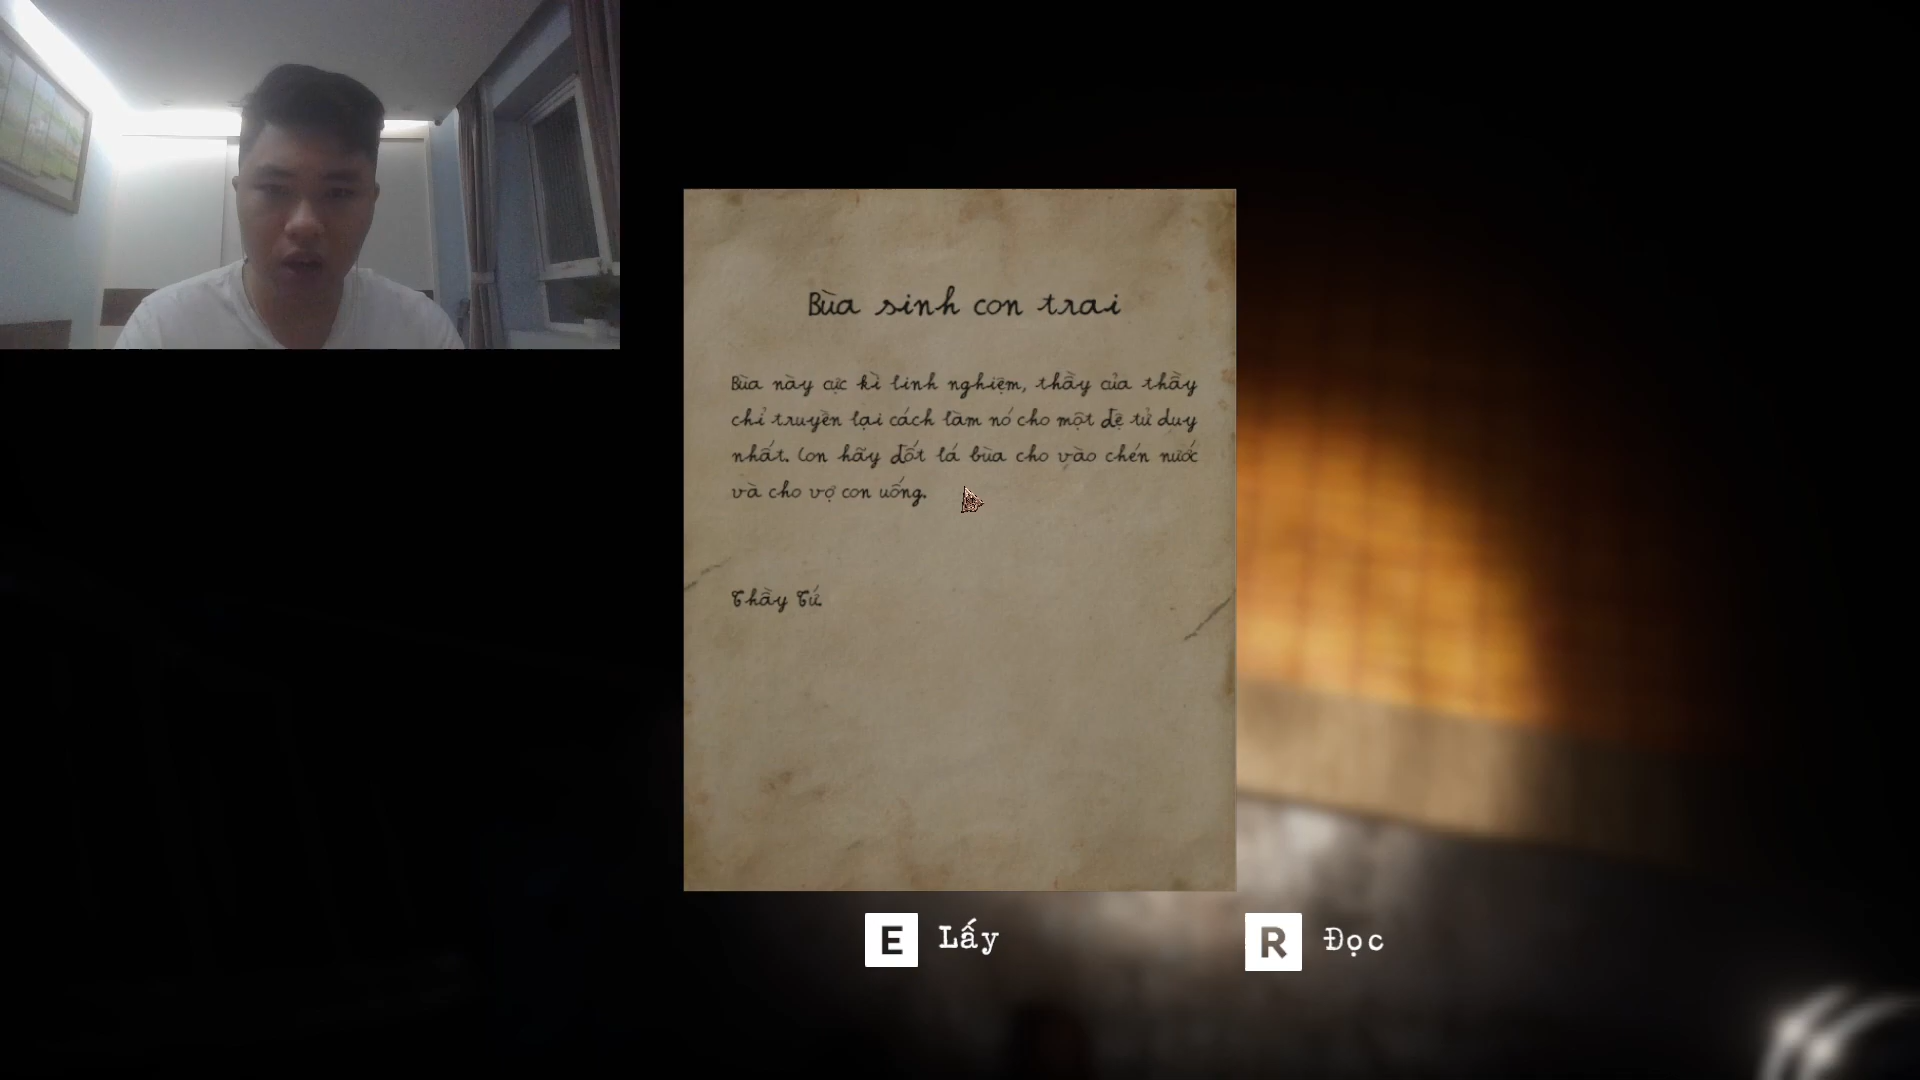 Bùa sinh con trai
Bùa này cực kì linh nghiệm, thầy của thầy
chỉ truyền lại cách làm nó cho một đệ tử duy
nhất. Con hãy đốt lá bùa cho vào chén nước
và cho vợ con uống.
Thầy Tú.
E Lấy
R Đọc